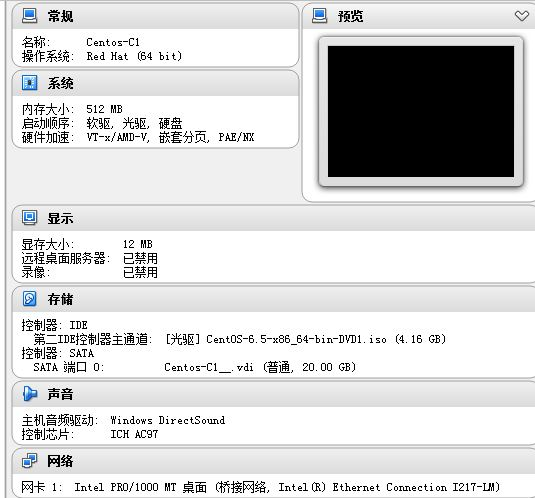 常规
名称: Centos-C1
操作系统: Red Hat (64 bit)
预览
系统
内存大小: 512 MB
启动顺序: 软驱, 光驱, 硬盘
硬件加速: VT-x/AMD-V, 嵌套分页, PAE/NX
显示
显存大小: 12 MB
远程桌面服务器: 已禁用
录像: 已禁用
存储
控制器: IDE
第二IDE控制器主通道: [光驱] CentOS-6.5-x86_64-bin-DVD1.iso (4.16 GB)
控制器: SATA
SATA 端口 0: Centos-C1__.vdi (普通, 20.00 GB)
声音
主机音频驱动: Windows DirectSound
控制芯片: ICH AC97
网络
网卡 1: Intel PRO/1000 MT 桌面 (桥接网络, Intel(R) Ethernet Connection I217-LM)